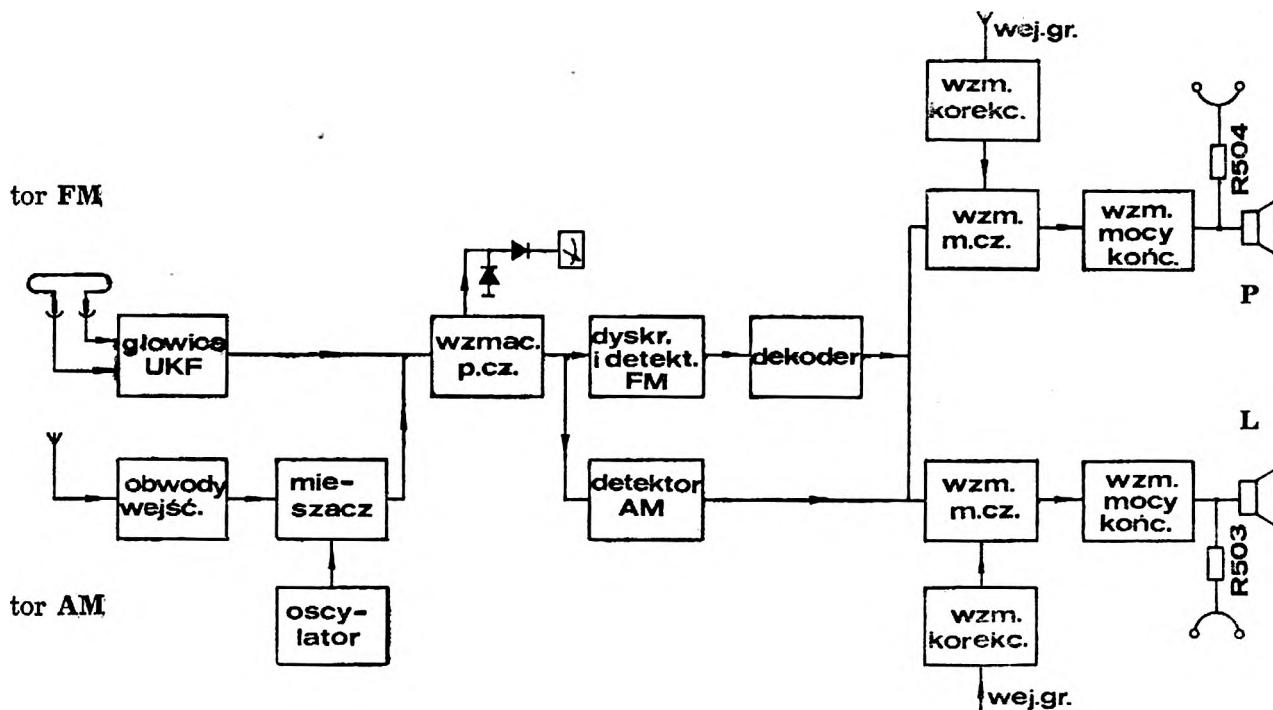 wej.gr.
wzm.
korekc.
R504
tor FM
wzm.
m.cz.
wzm.
mocy
końc.
P
głowica
UKF
wzmac.
p.cz.
dyskr.
i detekt.
FM
dekoder
L
obwody
wejść.
mie-
szacz
detektor
AM
wzm.
m.cz.
wzm.
mocy
końc.
R503
tor AM
oscy-
lator
wzm.
korekc.
wej.gr.